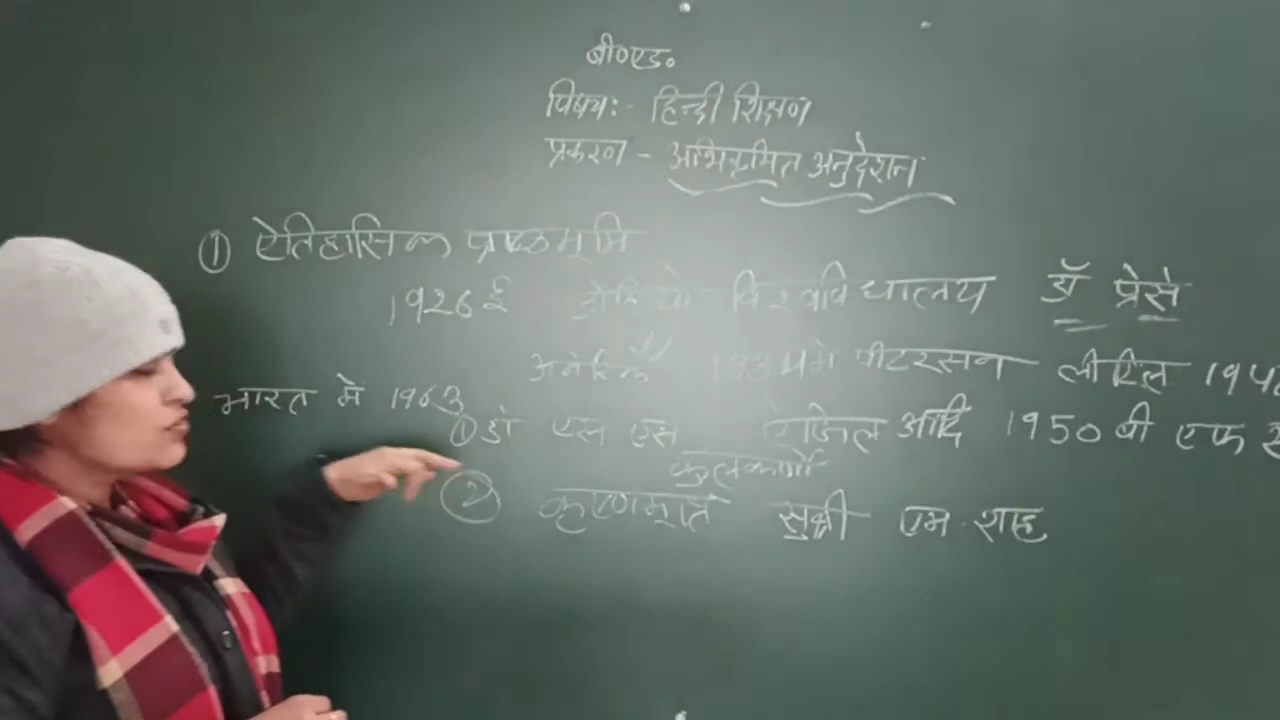 बी०एड०
विषय:- हिन्दी शिक्षण
प्रकरण - अभिक्रमित अनुदेशन
① ऐतिहासिक पृष्ठभूमि
1926 ई विश्वविधालय डॉ प्रेसे
में पीटरसन लीरिल 194
भारत में 1963
① डॉ एस एस ऐंजिल आदि 1950 बी एफ
कुलकर्णी
② कृष्णमूर्ति सुश्री एम. शाह